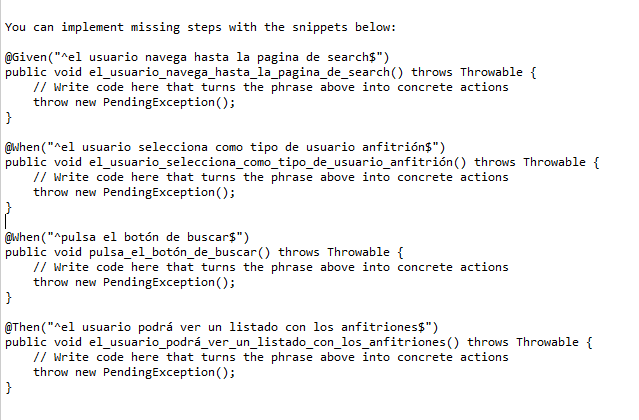 You can implement missing steps with the snippets below:
@Given("^el usuario navega hasta la pagina de search$")
public void el_usuario_navega_hasta_la_pagina_de_search() throws Throwable {
// Write code here that turns the phrase above into concrete actions
throw new PendingException();
}
@When("^el usuario selecciona como tipo de usuario anfitrión$")
public void el_usuario_selecciona_como_tipo_de_usuario_anfitrión() throws Throwable {
// Write code here that turns the phrase above into concrete actions
throw new PendingException();
}
@When("^pulsa el botón de buscar$")
public void pulsa_el_botón_de_buscar() throws Throwable {
// Write code here that turns the phrase above into concrete actions
throw new PendingException();
}
@Then("^el usuario podrá ver un listado con los anfitriones$")
public void el_usuario_podrá_ver_un_listado_con_los_anfitriones() throws Throwable {
// Write code here that turns the phrase above into concrete actions
throw new PendingException();
}